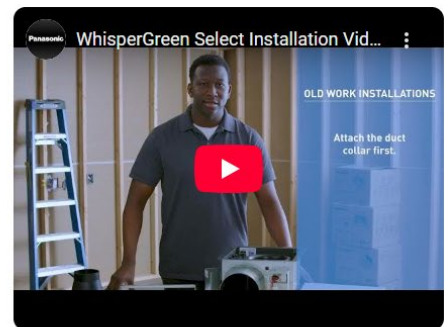 Panasonic
WhisperGreen Select Installation Vid...
OLD WORK INSTALLATIONS
Attach the duct
collar first.